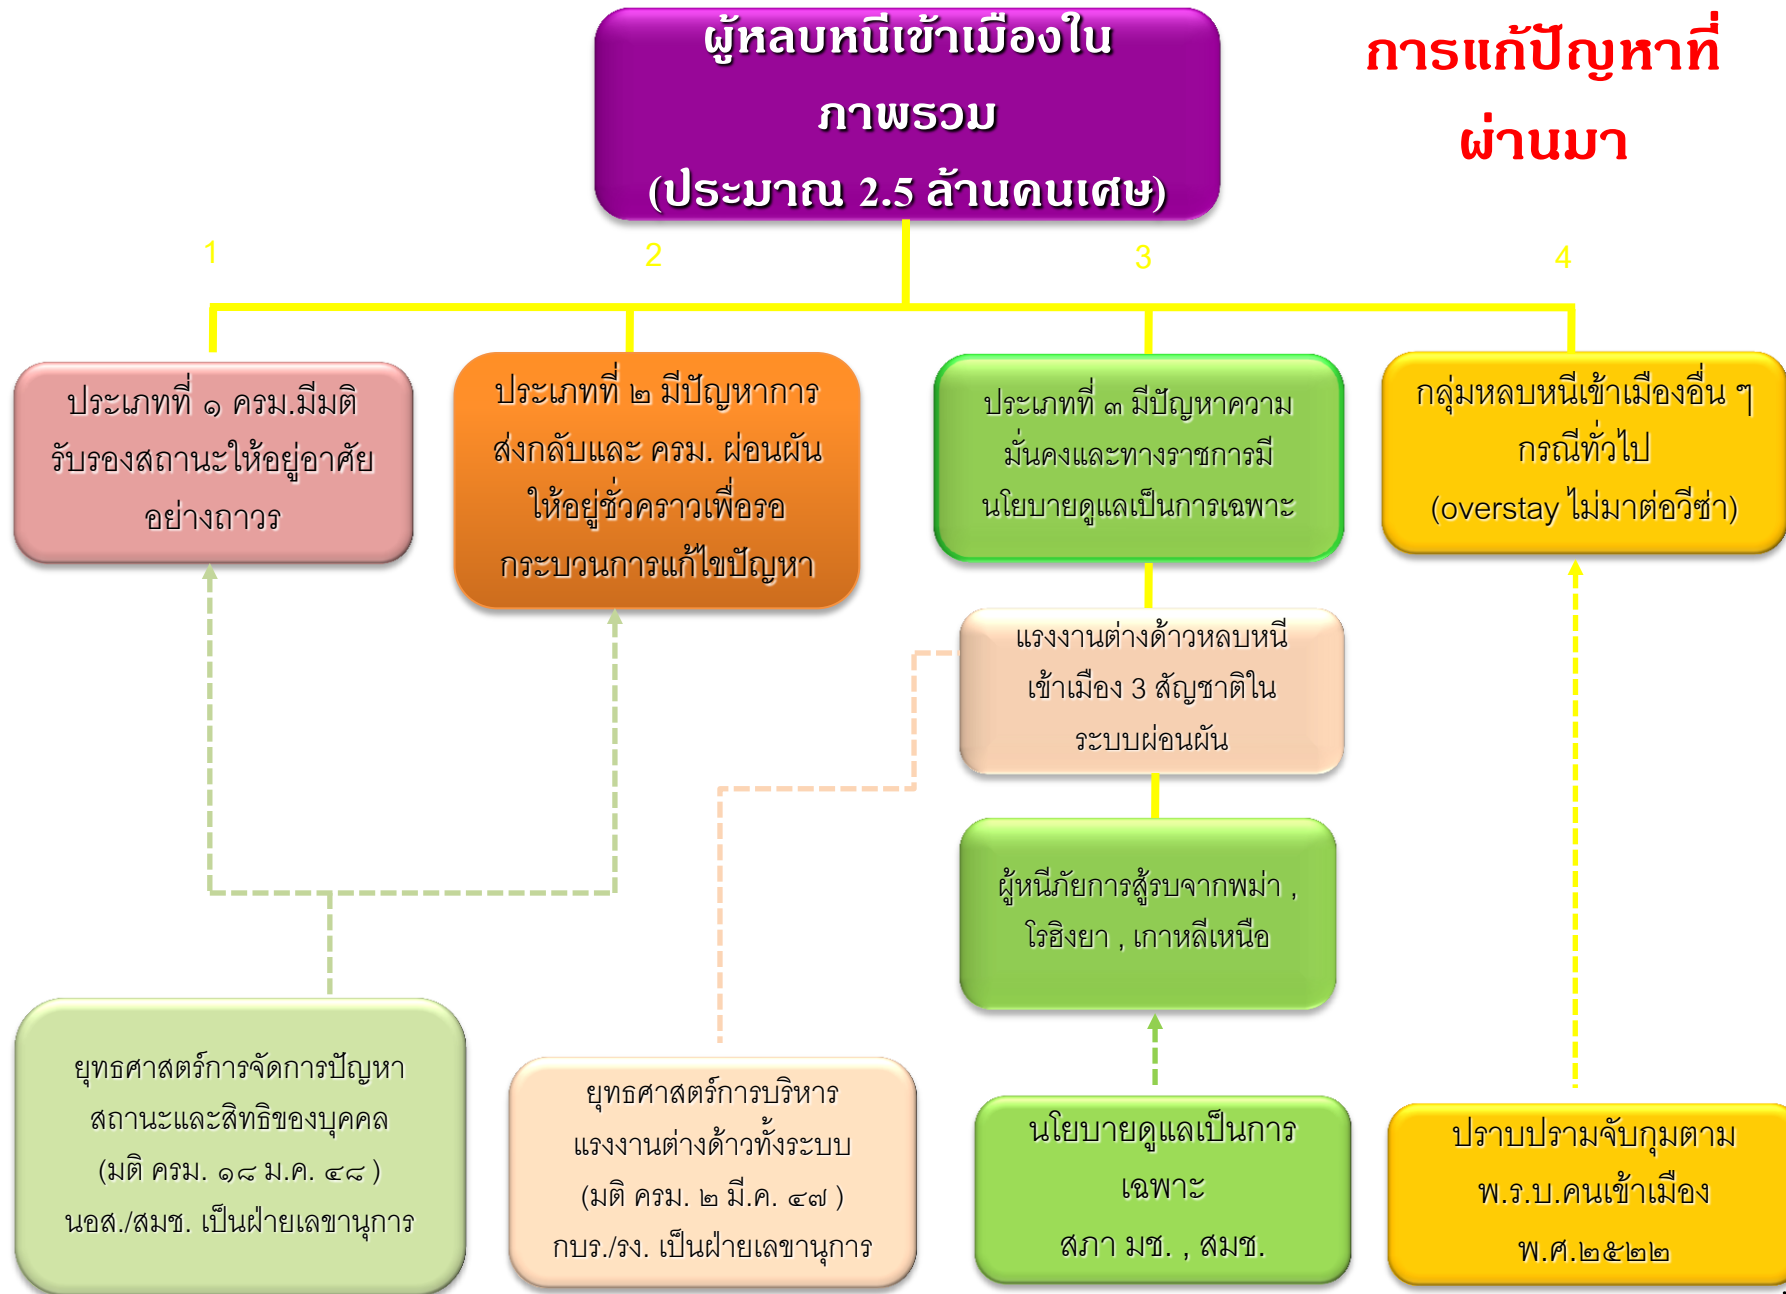 ผู้หลบหนีเข้าเมืองใน
ภาพรวม
(ประมาณ 2.5 ล้านคนเศษ)
การแก้ปัญหาที่
ผ่านมา
1
2
3
4
ประเภทที่ ๑ ครม.มีมติ
รับรองสถานะให้อยู่อาศัย
อย่างถาวร
ประเภทที่ ๒ มีปัญหาการ
ส่งกลับและ ครม. ผ่อนผัน
ให้อยู่ชั่วคราวเพื่อรอ
กระบวนการแก้ไขปัญหา
ประเภทที่ ๓ มีปัญหาความ
มั่นคงและทางราชการมี
นโยบายดูแลเป็นการเฉพาะ
กลุ่มหลบหนีเข้าเมืองอื่น ๆ
กรณีทั่วไป
(overstay ไม่มาต่อวีซ่า)
แรงงานต่างด้าวหลบหนี
เข้าเมือง 3 สัญชาติใน
ระบบผ่อนผัน
ผู้หนีภัยการสู้รบจากพม่า ,
โรฮิงยา , เกาหลีเหนือ
ยุทธศาสตร์การจัดการปัญหา
สถานะและสิทธิของบุคคล
(มติ ครม. ๑๘ ม.ค. ๔๘ )
นอส./สมช. เป็นฝ่ายเลขานุการ
ยุทธศาสตร์การบริหาร
แรงงานต่างด้าวทั้งระบบ
(มติ ครม. ๒ มี.ค. ๔๗ )
กบร./รง. เป็นฝ่ายเลขานุการ
นโยบายดูแลเป็นการ
เฉพาะ
สภา มช. , สมช.
ปราบปรามจับกุมตาม
พ.ร.บ.คนเข้าเมือง
พ.ศ.๒๕๒๒